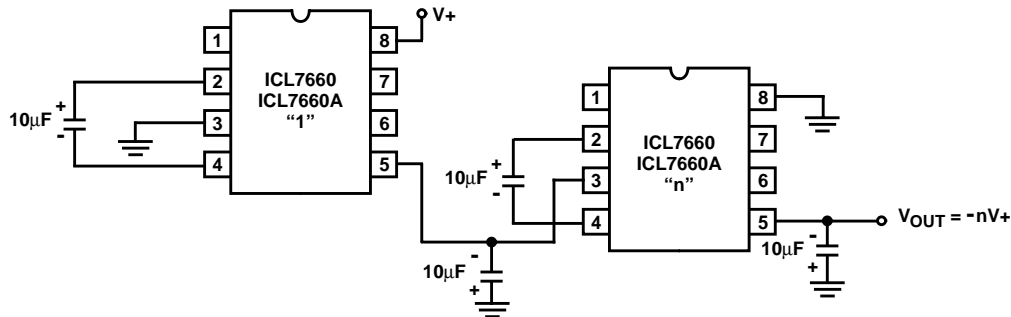 V+
1
2
3
4
ICL7660
ICL7660A
“1”
8
7
6
5
10µF
+
-
1
2
3
4
ICL7660
ICL7660A
“n”
8
7
6
5
10µF
+
-
-
10µF
+
-
10µF
+
VOUT = -nV+